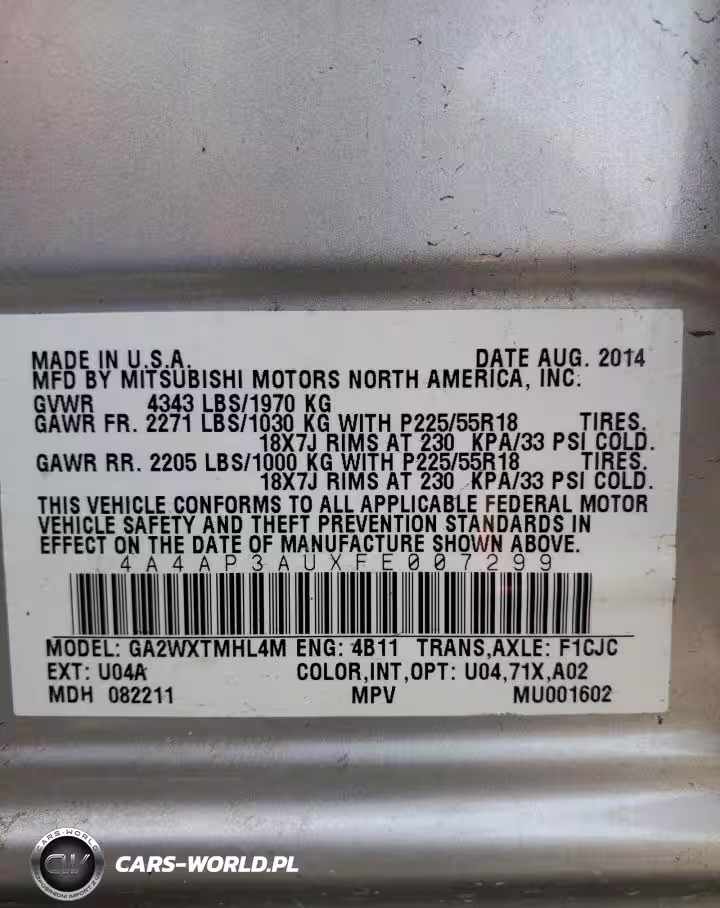 MADE IN U.S.A. DATE AUG. 2014
MFD BY MITSUBISHI MOTORS NORTH AMERICA, INC.
GVWR 4343 LBS/1970 KG
GAWR FR. 2271 LBS/1030 KG WITH P225/55R18 TIRES.
18X7J RIMS AT 230 KPA/33 PSI COLD.
GAWR RR. 2205 LBS/1000 KG WITH P225/55R18 TIRES.
18X7J RIMS AT 230 KPA/33 PSI COLD.
THIS VEHICLE CONFORMS TO ALL APPLICABLE FEDERAL MOTOR
VEHICLE SAFETY AND THEFT PREVENTION STANDARDS IN
EFFECT ON THE DATE OF MANUFACTURE SHOWN ABOVE.
4A4AP3AUXFE007299
MODEL: GA2WXTMHL4M ENG: 4B11 TRANS,AXLE: F1CJC
EXT: U04A COLOR,INT,OPT: U04,71X,A02
MDH 082211 MPV MU001602
CARS-WORLD
CW
CARS-WORLD.PL